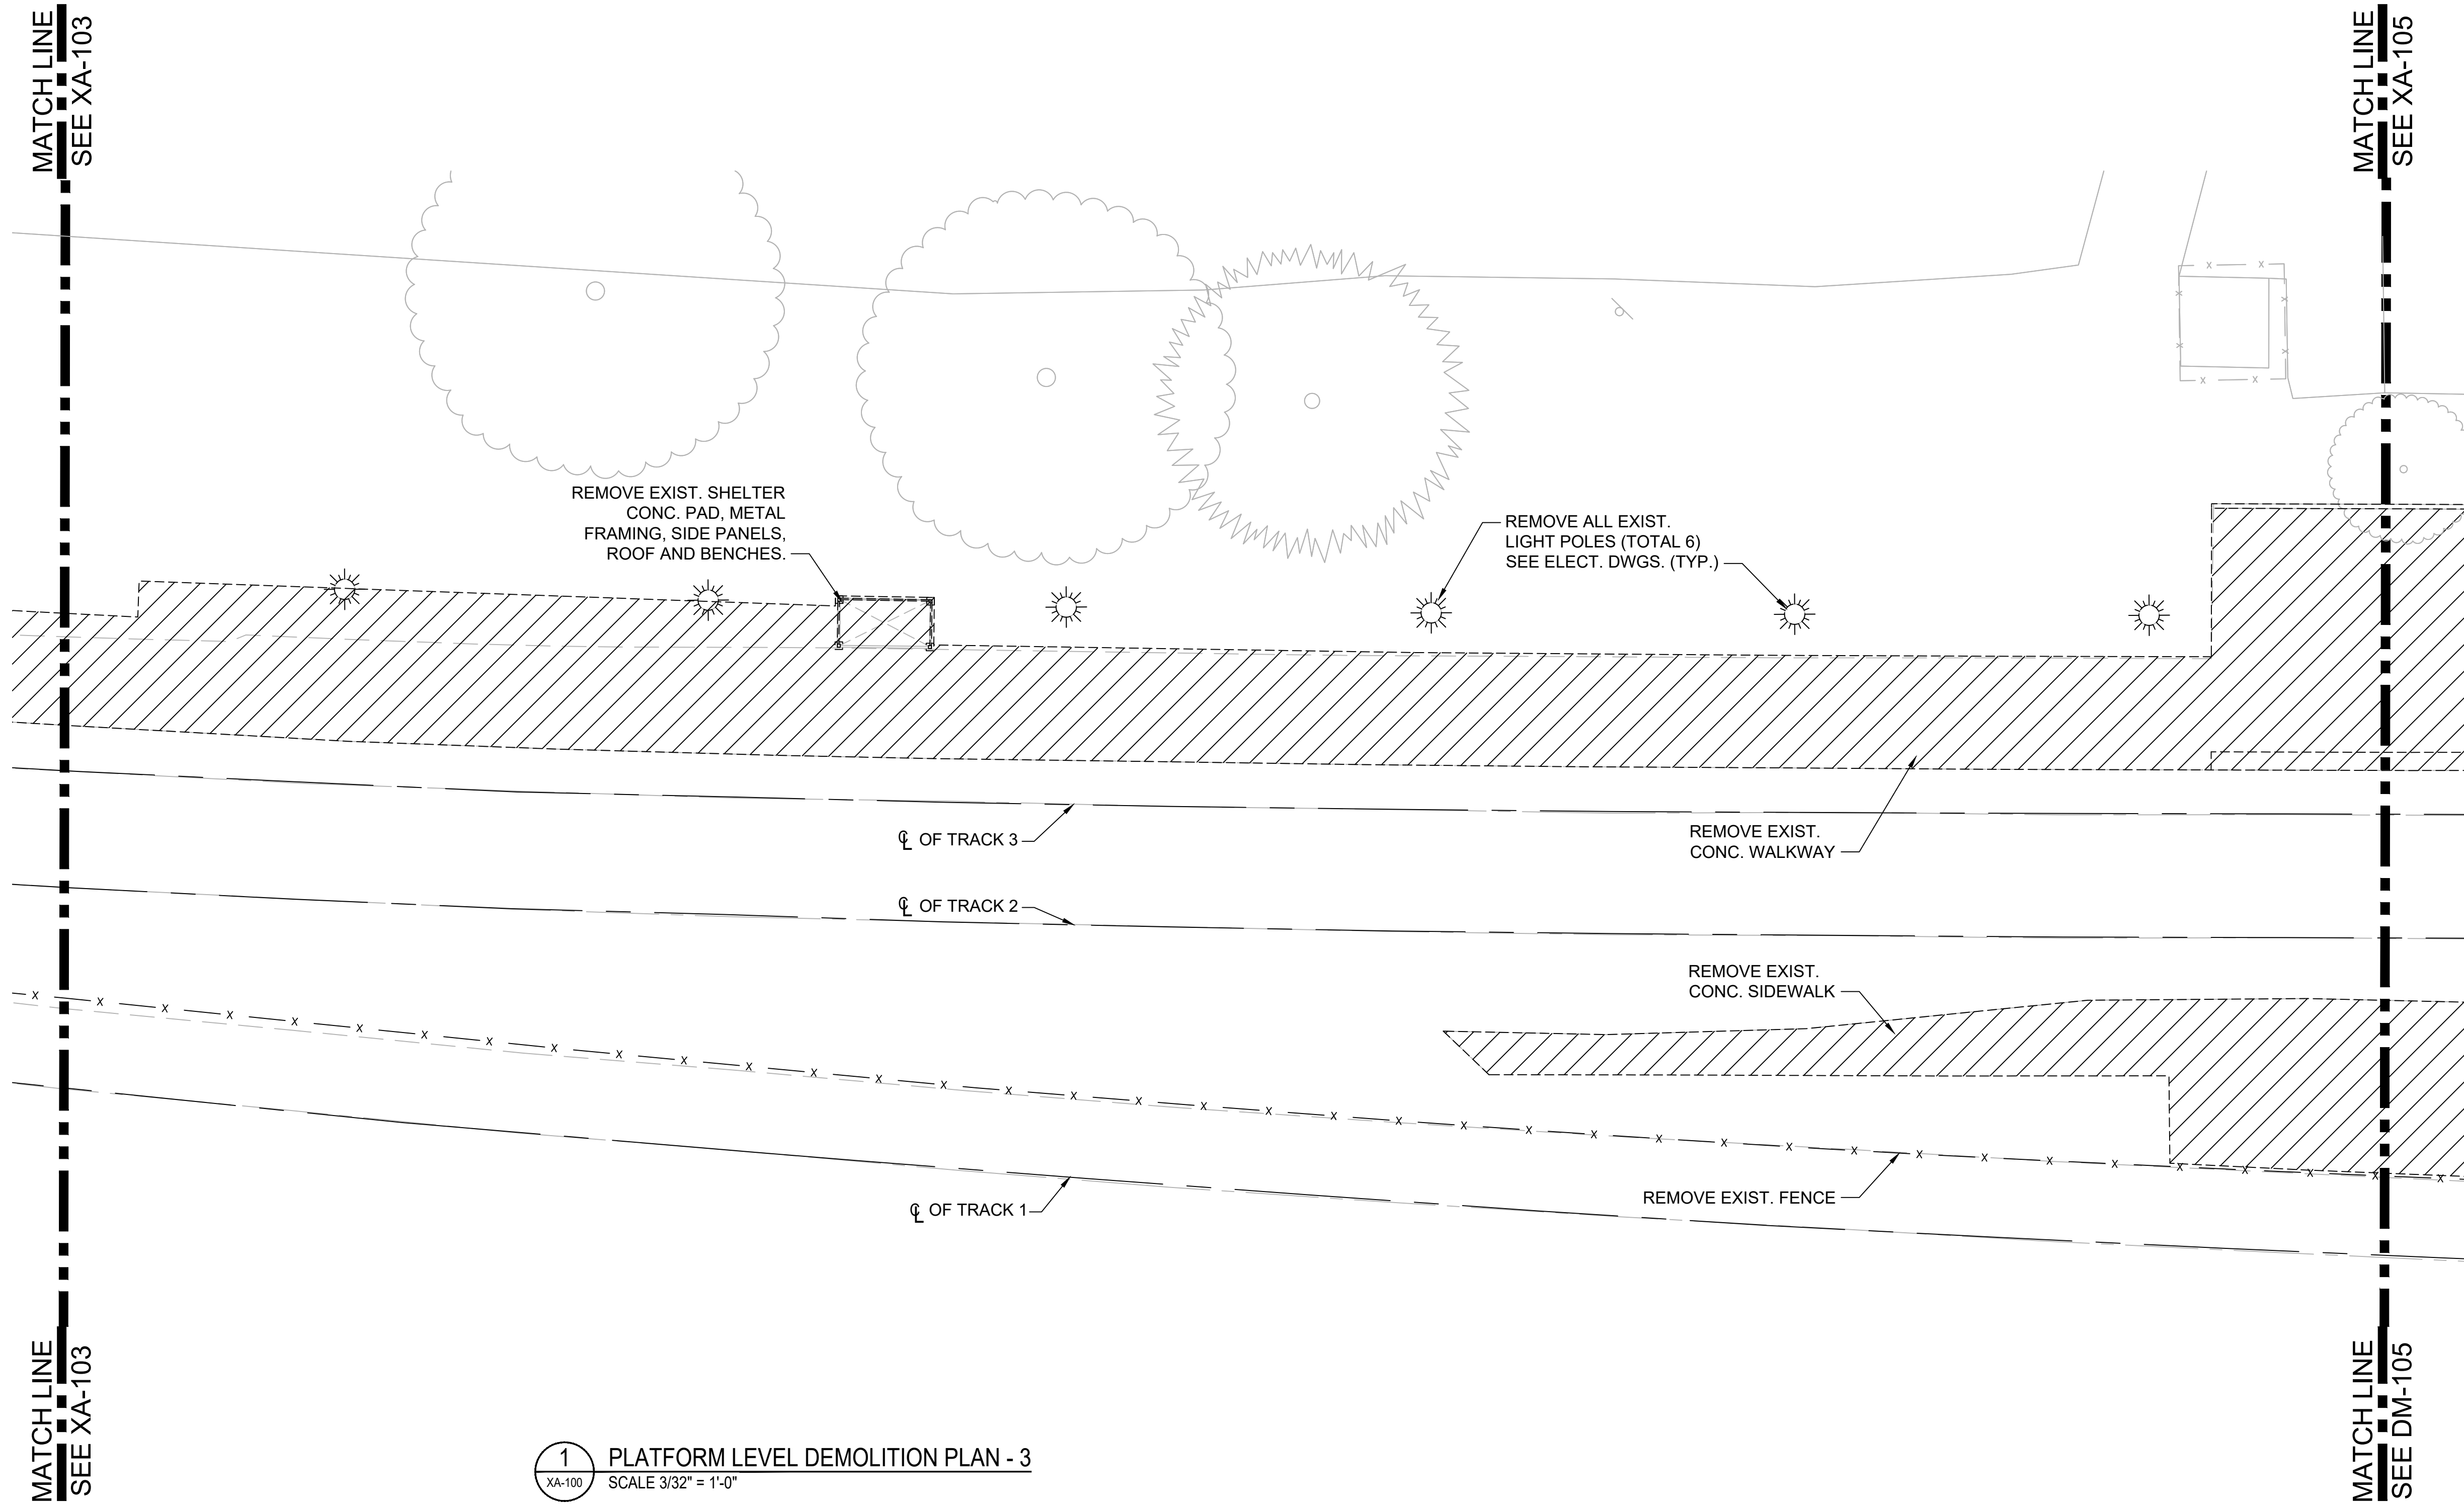 MATCH LINE
SEE XA-103
MATCH LINE
SEE XA-105
REMOVE EXIST. SHELTER
CONC. PAD, METAL
FRAMING, SIDE PANELS,
ROOF AND BENCHES.
REMOVE ALL EXIST.
LIGHT POLES (TOTAL 6)
SEE ELECT. DWGS. (TYP.)
℄ OF TRACK 3
REMOVE EXIST.
CONC. WALKWAY
℄ OF TRACK 2
REMOVE EXIST.
CONC. SIDEWALK
℄ OF TRACK 1
REMOVE EXIST. FENCE
MATCH LINE
SEE XA-103
MATCH LINE
SEE DM-105
1
XA-100
PLATFORM LEVEL DEMOLITION PLAN - 3
SCALE 3/32" = 1'-0"